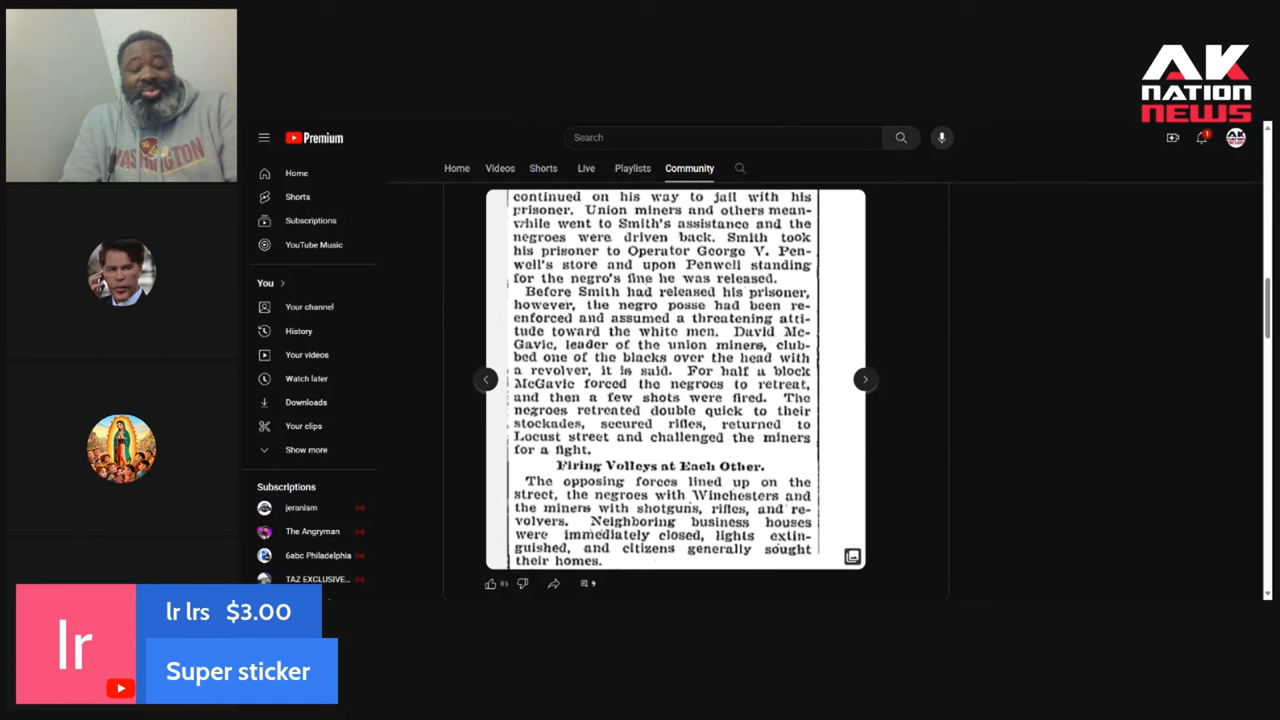 AK
NATION
NEWS
Premium
Search
1
Home
Videos
Shorts
Live
Playlists
Community
Home
Shorts
Subscriptions
YouTube Music
You
Your channel
History
Your videos
Watch later
Downloads
Your clips
Show more
Subscriptions
jeranism
The Angryman
6abc Philadelphia
TAZ EXCLUSIVE...
continued on his way to jail with his
prisoner. Union miners and others mean-
while went to Smith's assistance and the
negroes were driven back. Smith took
his prisoner to Operator George V. Pen-
well's store and upon Penwell standing
for the negro's fine he was released.
Before Smith had released his prisoner,
however, the negro posse had been re-
enforced and assumed a threatening atti-
tude toward the white men. David Mc-
Gavic, leader of the union miners, club-
bed one of the blacks over the head with
a revolver, it is said. For half a block
McGavic forced the negroes to retreat,
and then a few shots were fired. The
negroes retreated double quick to their
stockades, secured rifles, returned to
Locust street and challenged the miners
for a fight.
Firing Volleys at Each Other.
The opposing forces lined up on the
street, the negroes with Winchesters and
the miners with shotguns, rifles, and re-
volvers. Neighboring business houses
were immediately closed, lights extin-
guished, and citizens generally sought
their homes.
85
9
WASHINGTON
lr
lr lrs $3.00
Super sticker